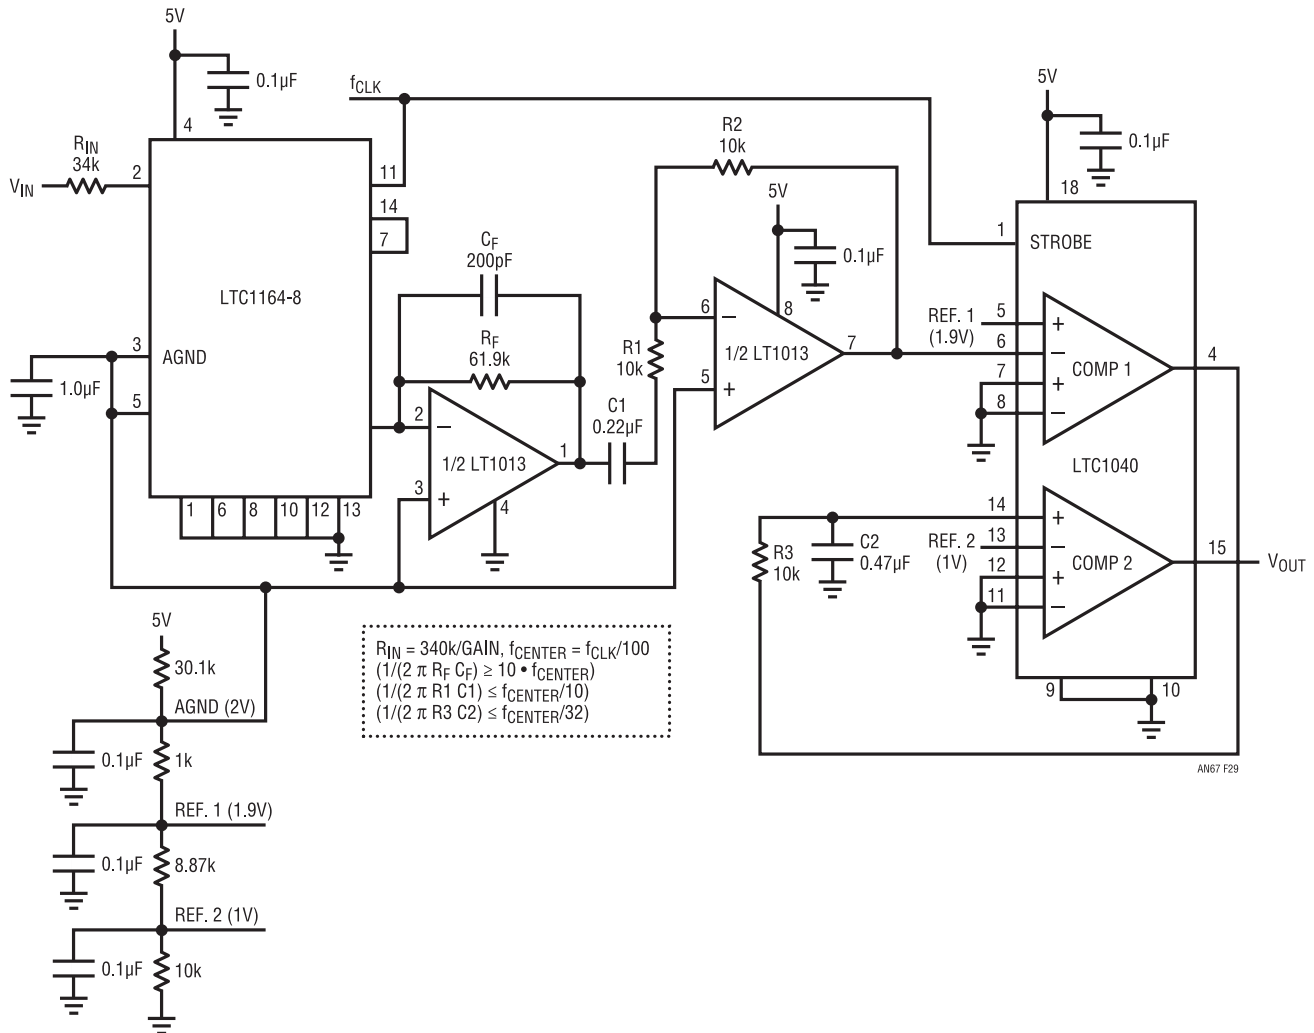 5V
0.1µF
fCLK
4
RIN
34k
VIN
2
11
14
7
LTC1164-8
3
AGND
1.0µF
5
1
6
8
10
12
13
CF
200pF
RF
61.9k
2
−
1/2 LT1013
3
+
1
4
C1
0.22µF
R1
10k
R2
10k
5V
0.1µF
8
6
−
1/2 LT1013
7
5
+
5V
0.1µF
18
1
STROBE
REF. 1
(1.9V)
5
+
6
−
7
+
8
−
COMP 1
4
LTC1040
14
+
REF. 2
(1V)
13
−
12
+
11
−
COMP 2
15
VOUT
R3
10k
C2
0.47µF
9
10
5V
30.1k
AGND (2V)
0.1µF
1k
REF. 1 (1.9V)
0.1µF
8.87k
REF. 2 (1V)
0.1µF
10k
RIN = 340k/GAIN, fCENTER = fCLK/100
(1/(2 π RF CF) ≥ 10 • fCENTER)
(1/(2 π R1 C1) ≤ fCENTER/10)
(1/(2 π R3 C2) ≤ fCENTER/32)
AN67 F29